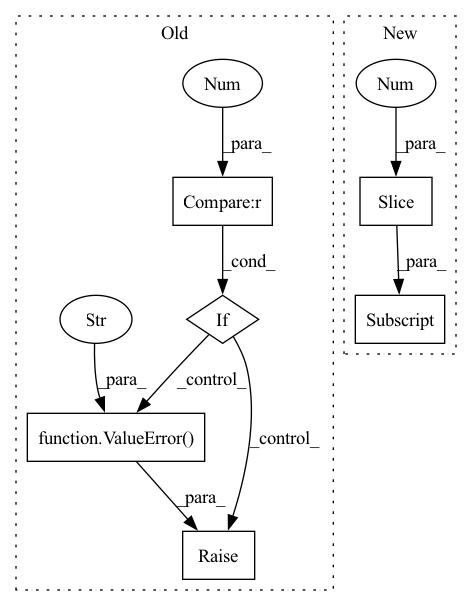 Old
New
Num
Num
_para_
_para_
Compare:r
Slice
_cond_
_para_
Str
If
Subscript
_para_
_control_
function.ValueError()
_control_
_para_
Raise